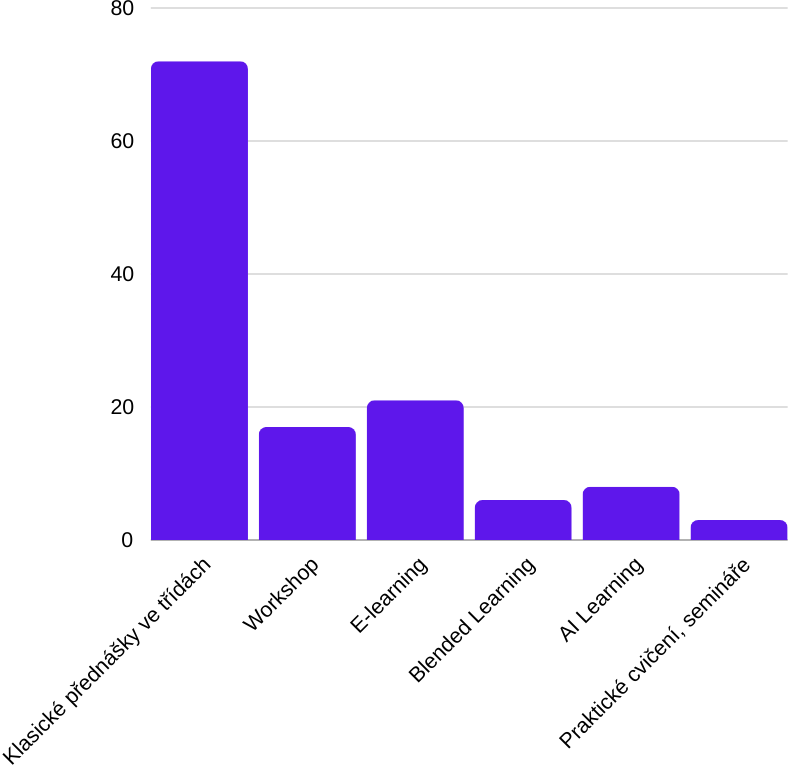 80
60
40
20
0
Klasické přednášky ve třídách
Workshop
E-learning
Blended Learning
AI Learning
Praktické cvičení, semináře